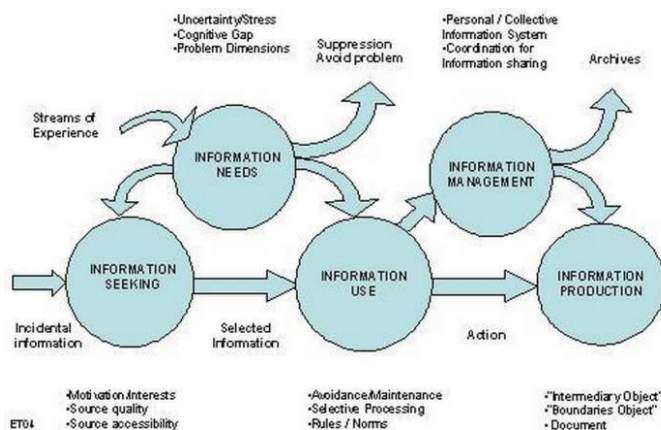 •Uncertainty/Stress
•Cognitive Gap
•Problem Dimensions
Suppression
Avoid problem
•Personal / Collective
Information System
•Coordination for
Information sharing
Archives
Streams of
Experience
INFORMATION
NEEDS
INFORMATION
MANAGEMENT
INFORMATION
SEEKING
INFORMATION
USE
INFORMATION
PRODUCTION
Incidental
information
Selected
Information
Action
•Motivation/Interests
•Source quality
•Source accessibility
•Avoidance/Maintenance
•Selective Processing
•Rules / Norms
•"Intermediary Object"
•"Boundaries Object"
•Document
ET04